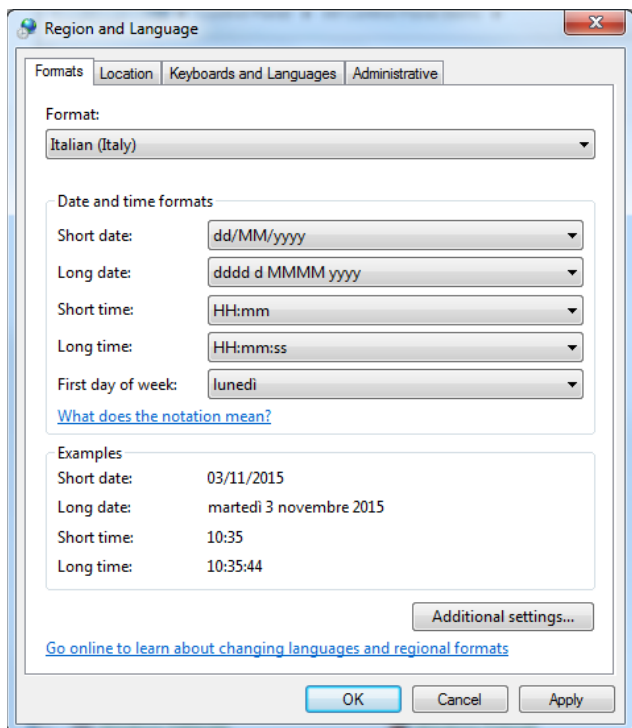 Region and Language
Formats Location Keyboards and Languages Administrative
Format:
Italian (Italy)
Date and time formats
Short date: dd/MM/yyyy
Long date: dddd d MMMM yyyy
Short time: HH:mm
Long time: HH:mm:ss
First day of week: lunedì
What does the notation mean?
Examples
Short date: 03/11/2015
Long date: martedì 3 novembre 2015
Short time: 10:35
Long time: 10:35:44
Additional settings...
Go online to learn about changing languages and regional formats
OK Cancel Apply